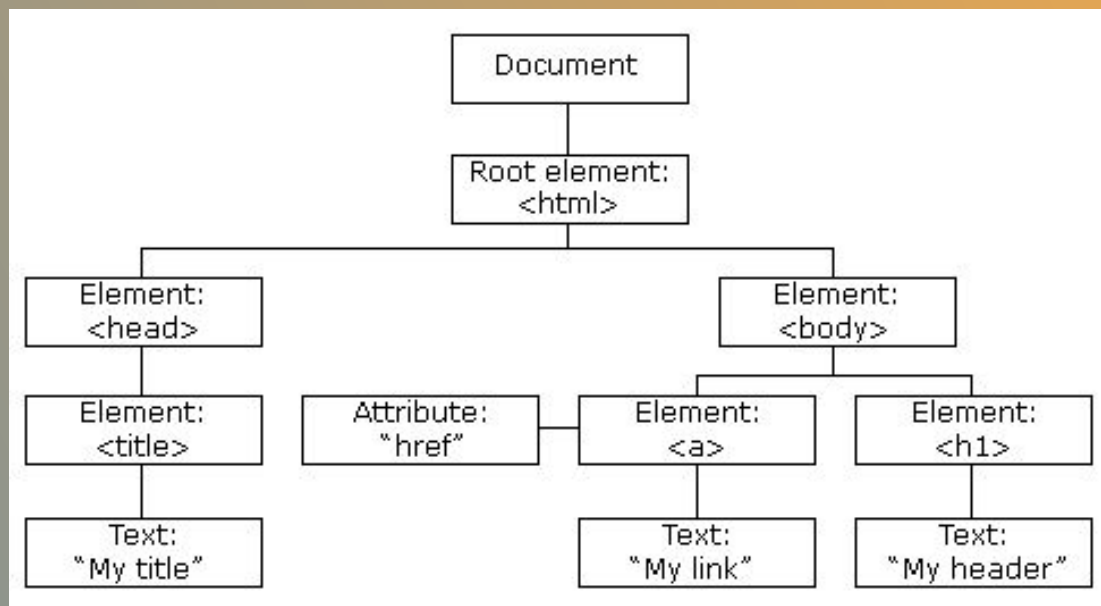 Document
Root element:
<html>
Element:
<head>
Element:
<body>
Element:
<title>
Attribute:
“href”
Element:
<a>
Element:
<h1>
Text:
“My title”
Text:
“My link”
Text:
“My header”